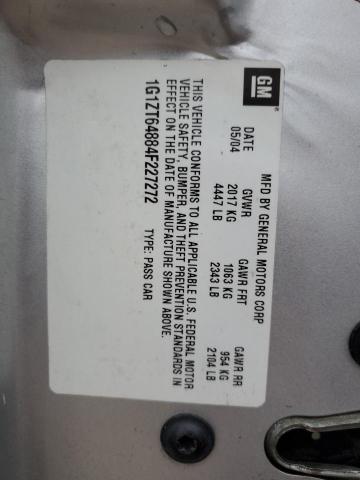 GM
MFD BY GENERAL MOTORS CORP
DATE GVWR GAWR FRT GAWR RR
05/04 2017 KG 1063 KG 954 KG
4447 LB 2343 LB 2104 LB
THIS VEHICLE CONFORMS TO ALL APPLICABLE U.S. FEDERAL MOTOR
VEHICLE SAFETY, BUMPER, AND THEFT PREVENTION STANDARDS IN
EFFECT ON THE DATE OF MANUFACTURE SHOWN ABOVE.
1G1ZT64884F227272 TYPE: PASS CAR